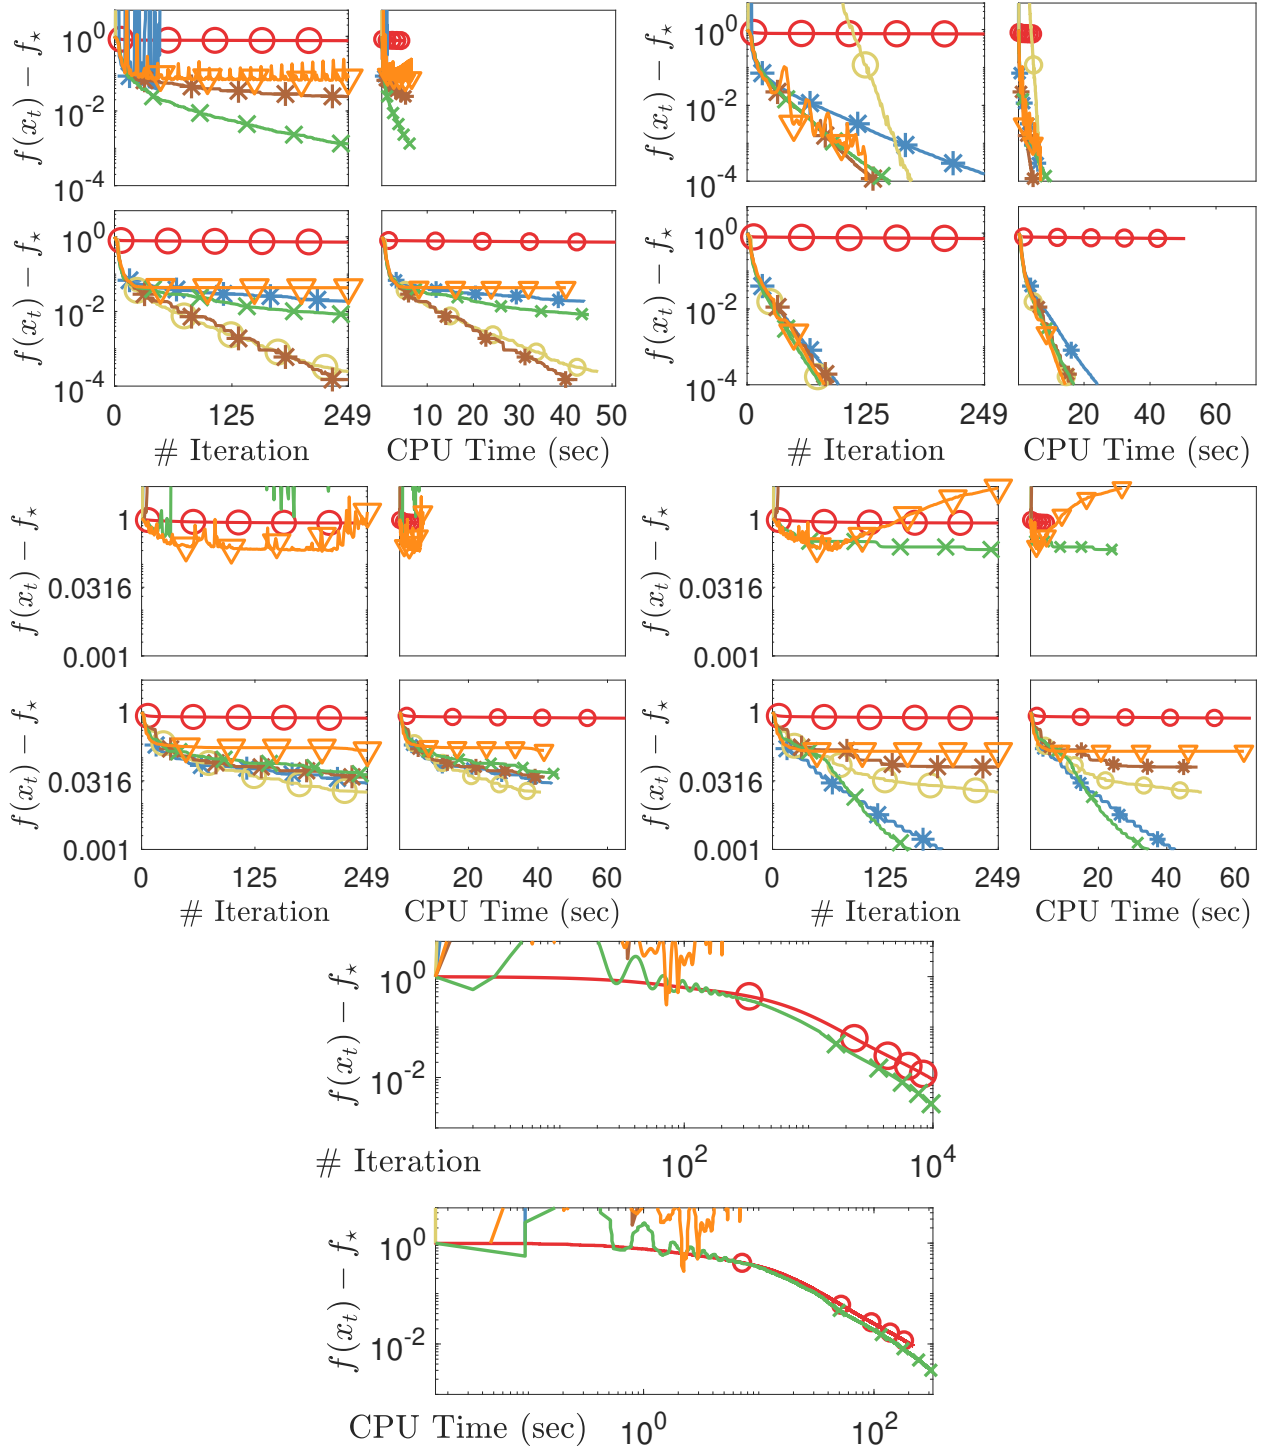 f(x_t) − f_⋆
10^0
10^-2
10^-4
f(x_t) − f_⋆
10^0
10^-2
10^-4
f(x_t) − f_⋆
10^0
10^-2
10^-4
0 125 249
# Iteration
10 20 30 40 50
CPU Time (sec)
f(x_t) − f_⋆
10^0
10^-2
10^-4
0 125 249
# Iteration
20 40 60
CPU Time (sec)
f(x_t) − f_⋆
1
0.0316
0.001
f(x_t) − f_⋆
1
0.0316
0.001
f(x_t) − f_⋆
1
0.0316
0.001
0 125 249
# Iteration
20 40 60
CPU Time (sec)
f(x_t) − f_⋆
1
0.0316
0.001
0 125 249
# Iteration
0 20 40 60
CPU Time (sec)
f(x_t) − f_⋆
10^0
10^-2
# Iteration
10^2 10^4
f(x_t) − f_⋆
10^0
10^-2
CPU Time (sec)
10^0 10^2